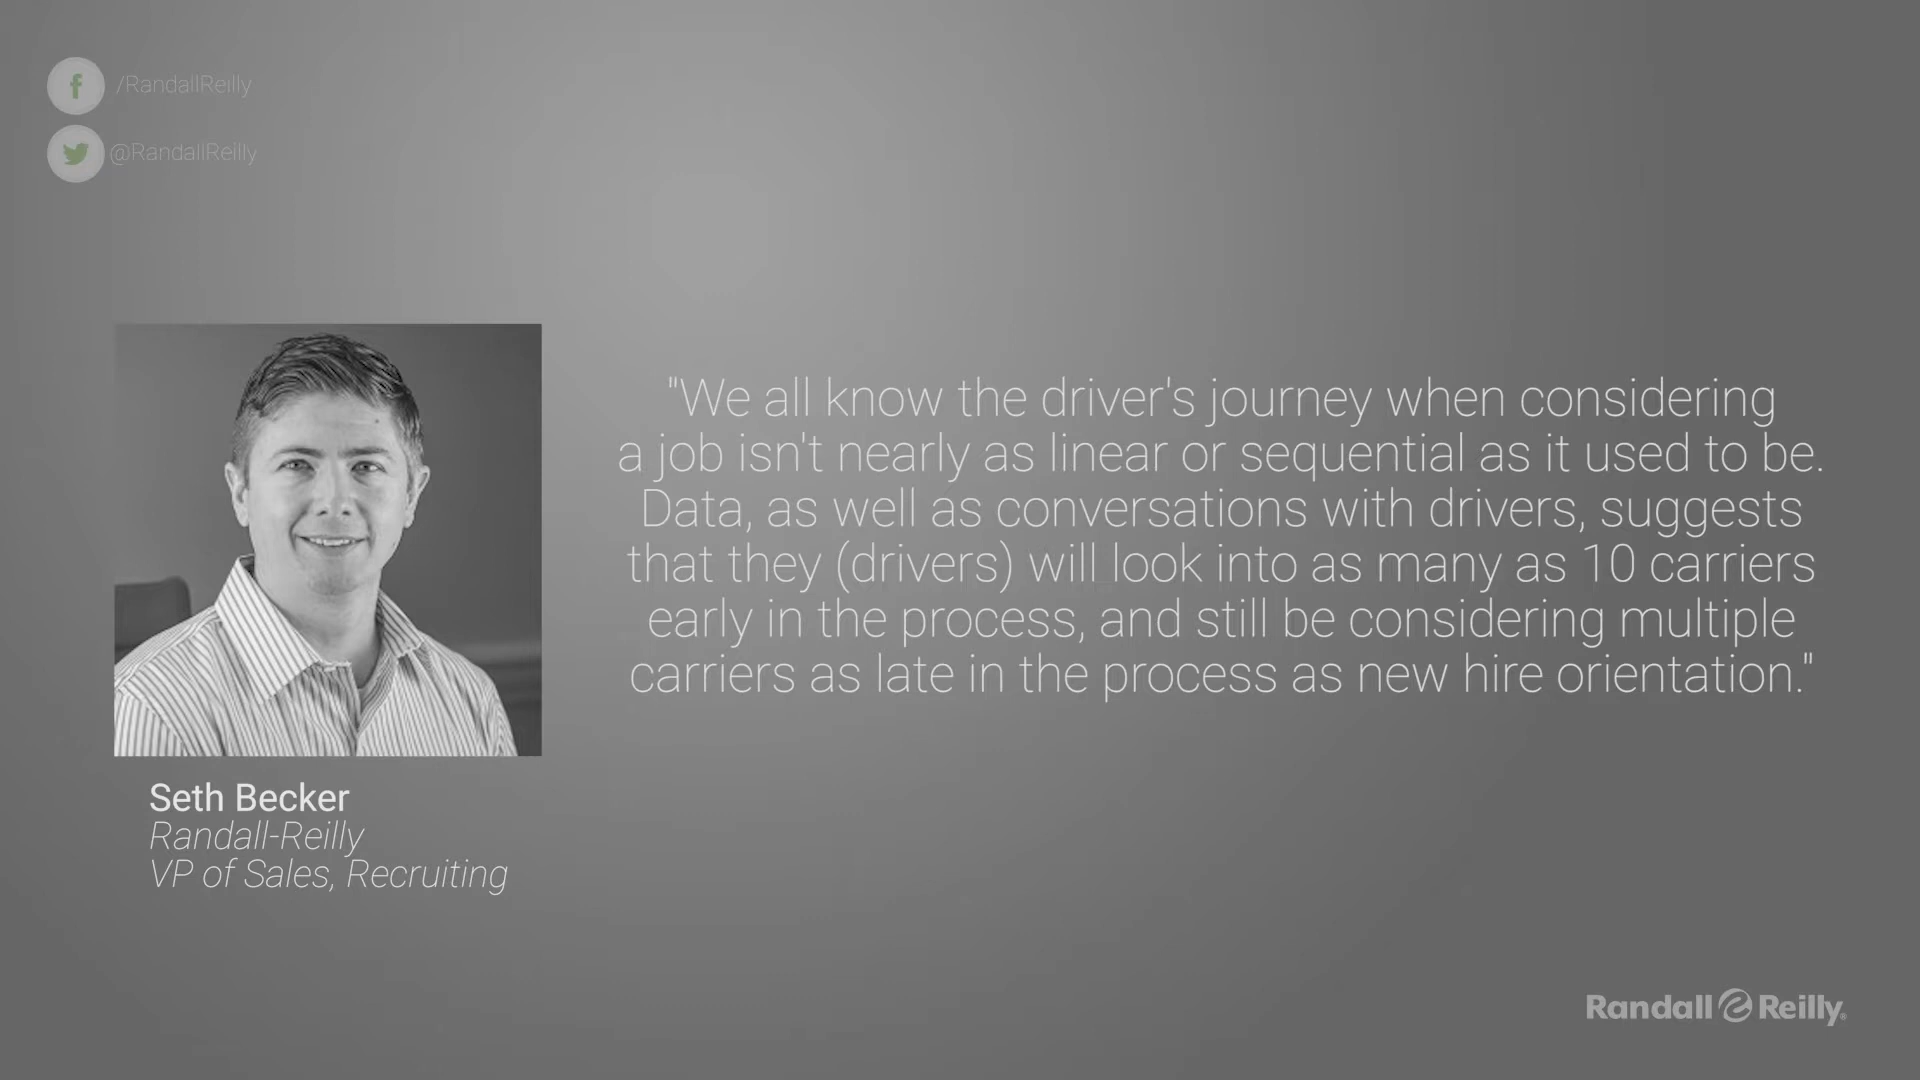 /RandallReilly
@RandallReilly
"We all know the driver's journey when considering
a job isn't nearly as linear or sequential as it used to be.
Data, as well as conversations with drivers, suggests
that they (drivers) will look into as many as 10 carriers
early in the process, and still be considering multiple
carriers as late in the process as new hire orientation."
Seth Becker
Randall-Reilly
VP of Sales, Recruiting
Randall Reilly®